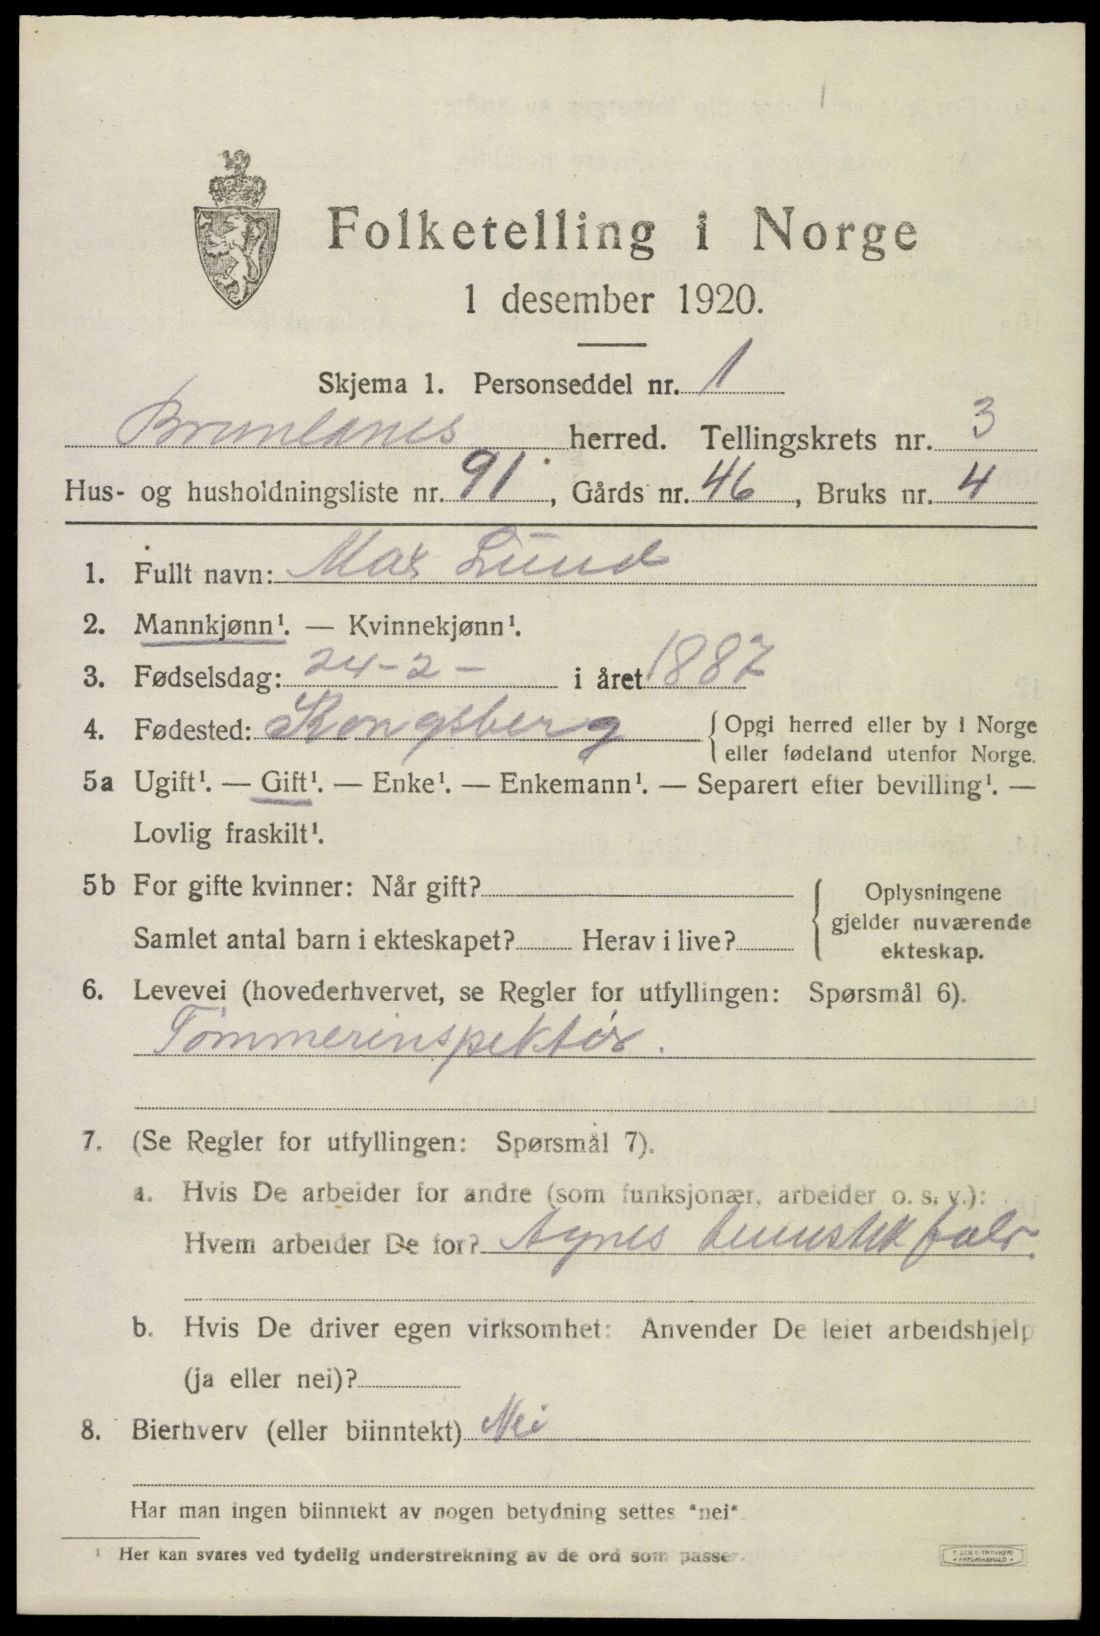 Folketelling i Norge
1 desember 1920.
Skjema 1. Personseddel nr. 1
Brunlanes herred. Tellingskrets nr. 3
Hus- og husholdningsliste nr. 91, Gårds nr. 46, Bruks nr. 4
1. Fullt navn: Max Lund
2. Mannkjønn¹. — Kvinnekjønn¹.
3. Fødselsdag: 24-2- i året 1887
4. Fødested: Kongsberg {Opgi herred eller by i Norge
eller fødeland utenfor Norge.
5a Ugift¹. — Gift¹. — Enke¹. — Enkemann¹. — Separert efter bevilling¹. —
Lovlig fraskilt¹.
5b For gifte kvinner: Når gift? { Oplysningene
gjelder nuværende
Samlet antal barn i ekteskapet? Herav i live? ekteskap.
6. Levevei (hovederhvervet, se Regler for utfyllingen: Spørsmål 6).
Tømmerinspektør.
7. (Se Regler for utfyllingen: Spørsmål 7).
a. Hvis De arbeider for andre (som funksjonær, arbeider o. s. v.):
Hvem arbeider De for? Agnes
b. Hvis De driver egen virksomhet: Anvender De leiet arbeidshjelp
(ja eller nei)?
8. Bierhverv (eller biinntekt) Nei
Har man ingen biinntekt av nogen betydning settes "nei"
¹ Her kan svares ved tydelig understrekning av de ord som passer.